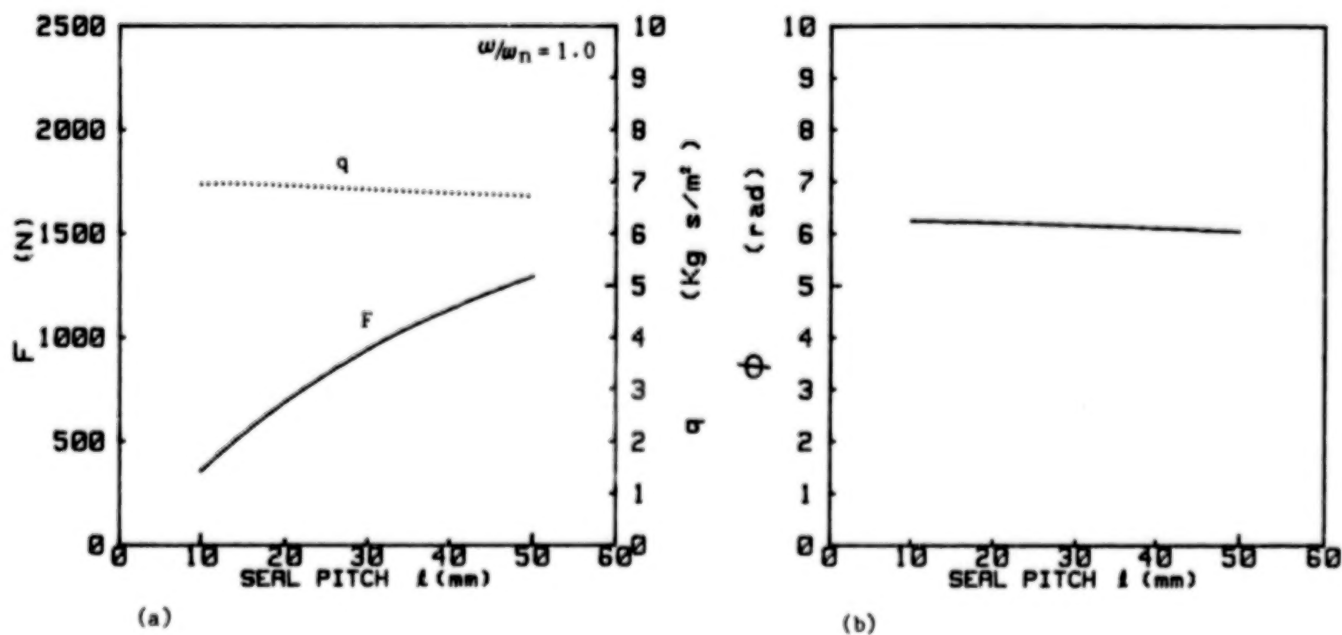 2500
2000
1500
1000
500
0
F (N)
ω/ωn = 1.0
q
F
10
9
8
7
6
5
4
3
2
1
0
q (Kg s/m²)
0 10 20 30 40 50 60
SEAL PITCH ℓ (mm)
(a)
10
9
8
7
6
5
4
3
2
1
0
Φ (rad)
0 10 20 30 40 50 60
SEAL PITCH ℓ (mm)
(b)